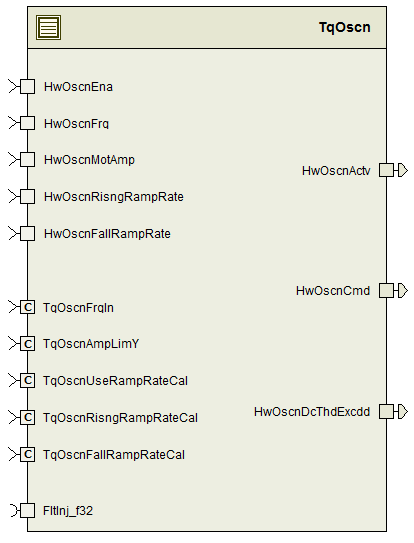 TqOscn
HwOscnEna
HwOscnFrq
HwOscnMotAmp
HwOscnActv
HwOscnRisngRampRate
HwOscnFallRampRate
HwOscnCmd
C TqOscnFrqIn
C TqOscnAmpLimY
C TqOscnUseRampRateCal
HwOscnDcThdExcdd
C TqOscnRisngRampRateCal
C TqOscnFallRampRateCal
FltInj_f32